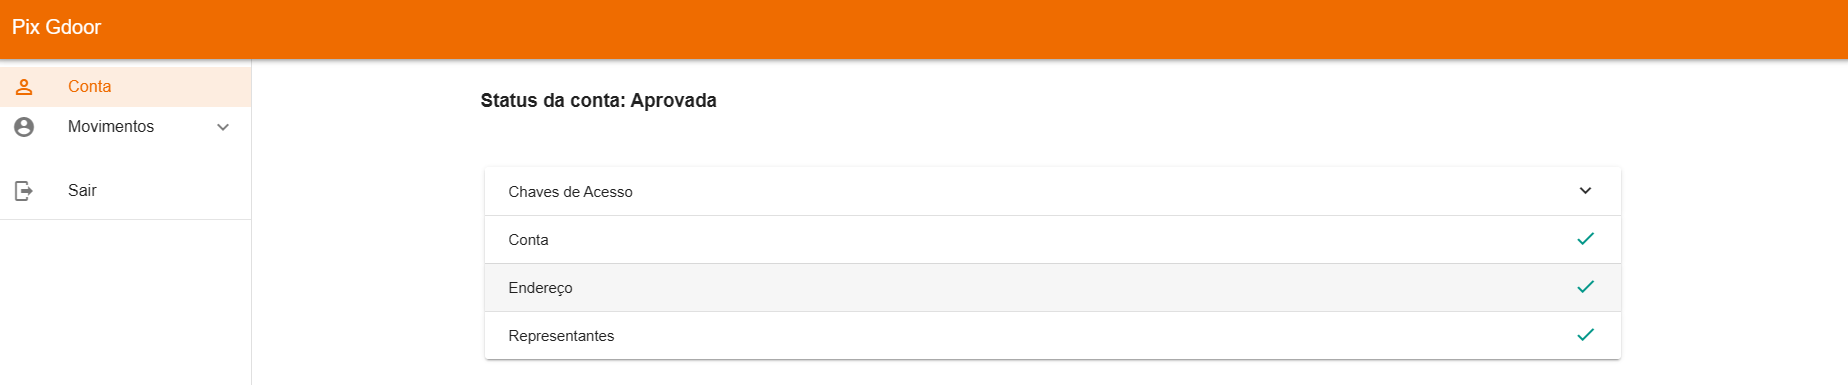 Pix Gdoor
Conta
Movimentos
Sair
Status da conta: Aprovada
Chaves de Acesso
Conta
Endereço
Representantes